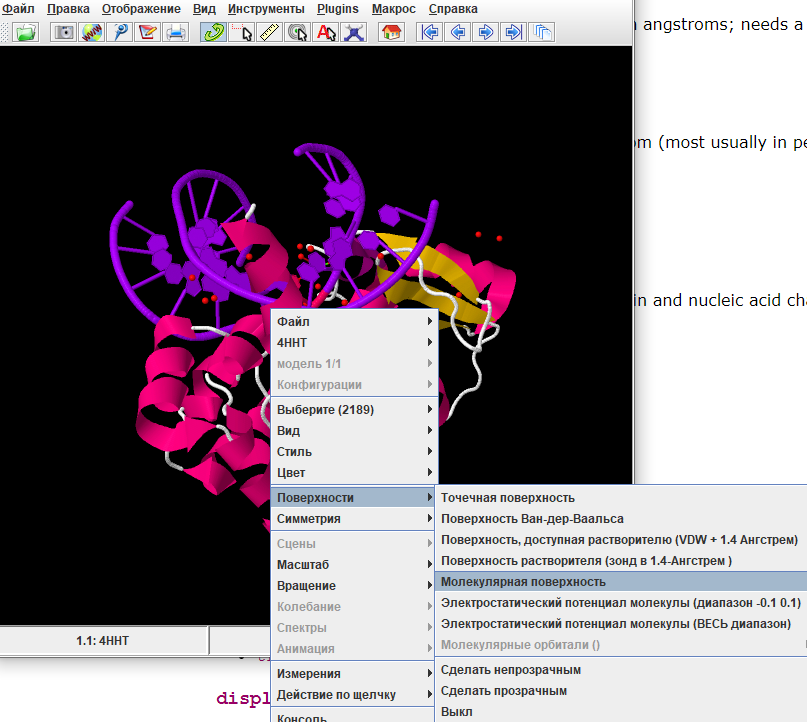 Файл Правка Отображение Вид Инструменты Plugins Макрос Справка
angstroms; needs a
om (most usually in pe
in and nucleic acid cha
Файл
4HHT
модель 1/1
Конфигурации
Выберите (2189)
Вид
Стиль
Цвет
Поверхности
Симметрия
Сцены
Масштаб
Вращение
Колебание
Спектры
Анимация
Измерения
Действие по щелчку
Консоль
Точечная поверхность
Поверхность Ван-дер-Ваальса
Поверхность, доступная растворителю (VDW + 1.4 Ангстрем)
Поверхность растворителя (зонд в 1.4-Ангстрем )
Молекулярная поверхность
Электростатический потенциал молекулы (диапазон -0.1 0.1)
Электростатический потенциал молекулы (ВЕСЬ диапазон)
Молекулярные орбитали ()
Сделать непрозрачным
Сделать прозрачным
Выкл
1.1: 4HHT
displ